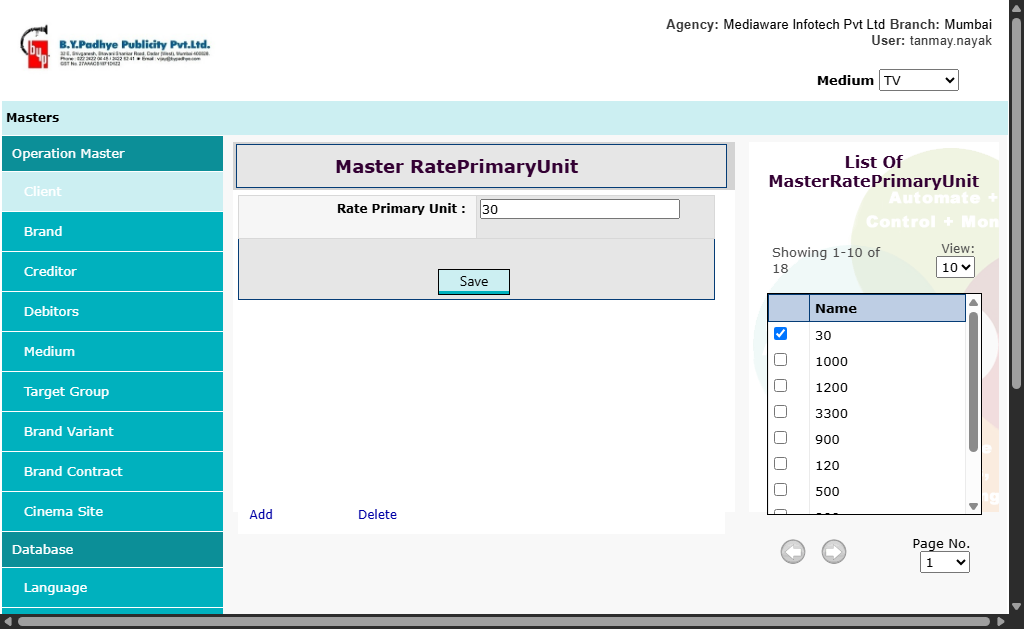 Agency: Mediaware Infotech Pvt Ltd Branch: Mumbai
User: tanmay.nayak
B.Y.Padhye Publicity Pvt.Ltd.
Medium TV
Masters
Operation Master
Client
Brand
Creditor
Debitors
Medium
Target Group
Brand Variant
Brand Contract
Cinema Site
Database
Language
Master RatePrimaryUnit
Rate Primary Unit : 30
Save
Add Delete
List Of
MasterRatePrimaryUnit
Automate +
Control + Mon
Showing 1-10 of
18
View:
10
Name
30
1000
1200
3300
900
120
500
Page No.
1